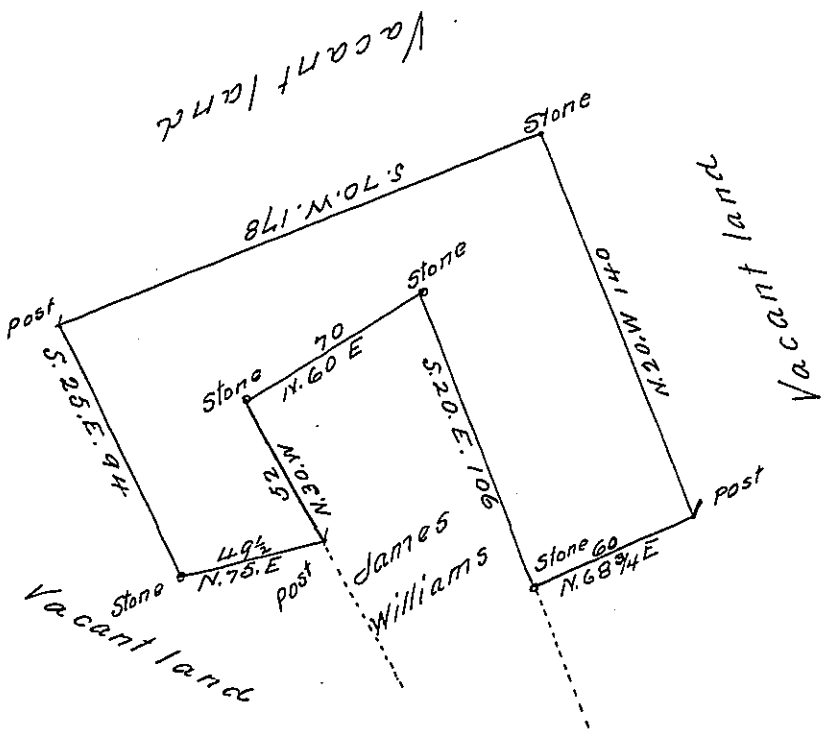 Vacant land
Stone
S. 70. W. 178
Vacant land
Stone
N. 20. W 140
Post
70
N. 60 E
Stone
S. 25. E. 94
S. 20. E. 106
N. 30. W
52
Post
James
Williams
49½
N. 75. E
Stone
Post
Stone 60
N. 68¾ E
Vacant land